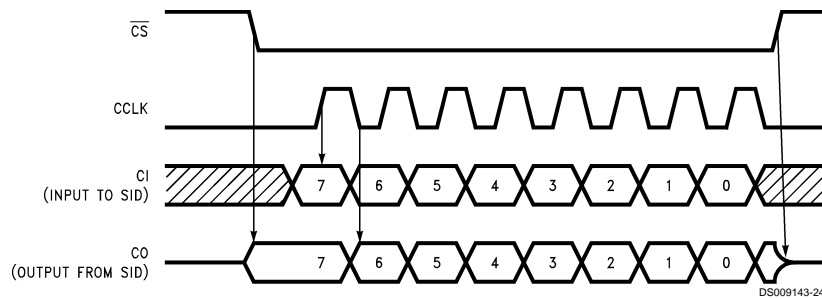 CS
CCLK
CI
(INPUT TO SID)
7 6 5 4 3 2 1 0
CO
(OUTPUT FROM SID)
7 6 5 4 3 2 1 0
DS009143-24